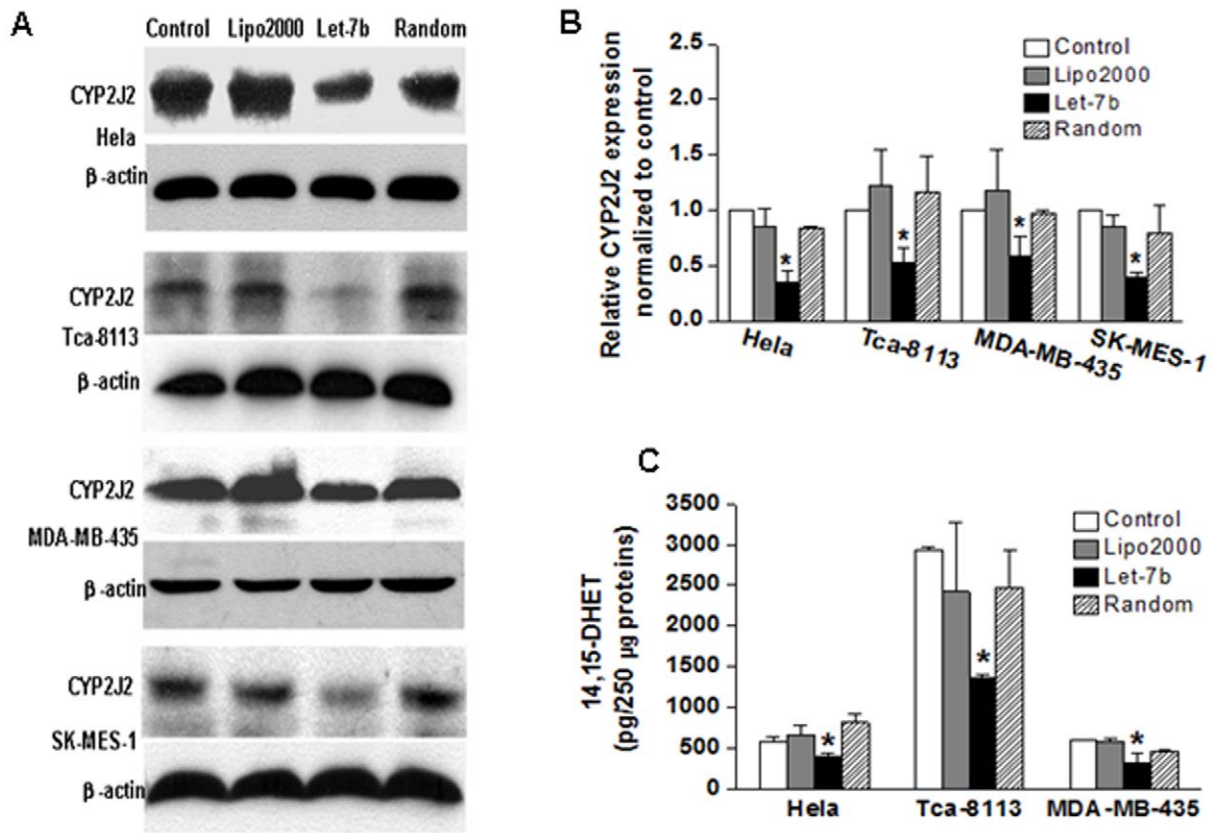 A
Control Lipo2000 Let-7b Random
CYP2J2
Hela
β-actin
CYP2J2
Tca-8113
β-actin
CYP2J2
MDA-MB-435
β-actin
CYP2J2
SK-MES-1
β-actin
B
Relative CYP2J2 expression
normalized to control
2.5
2.0
1.5
1.0
0.5
0.0
Control
Lipo2000
Let-7b
Random
* * * *
Hela Tca-8113 MDA-MB-435 SK-MES-1
C
14,15-DHET
(pg/250 μg proteins)
3500
3000
2500
2000
1500
1000
500
0
Control
Lipo2000
Let-7b
Random
* * *
Hela Tca-8113 MDA-MB-435